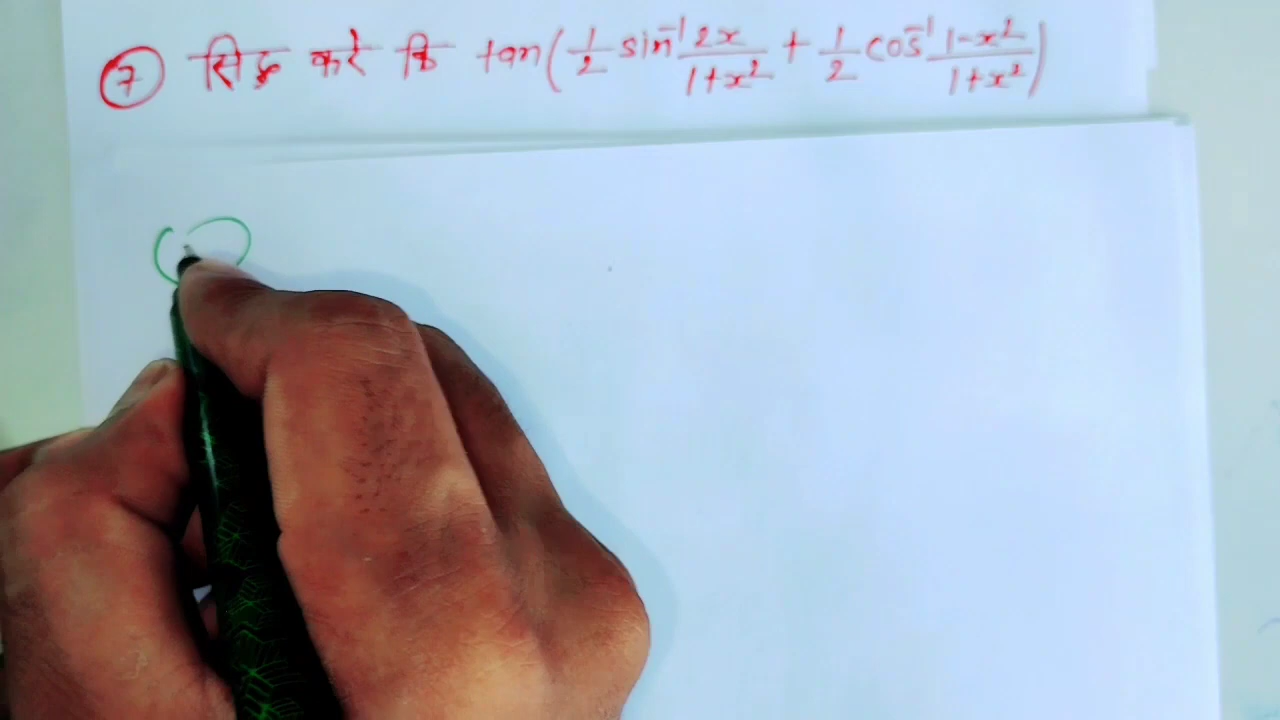 7 सिद्ध करे कि tan(1/2 sin⁻¹ 2x/1+x² + 1/2 cos⁻¹ 1-x²/1+x²)